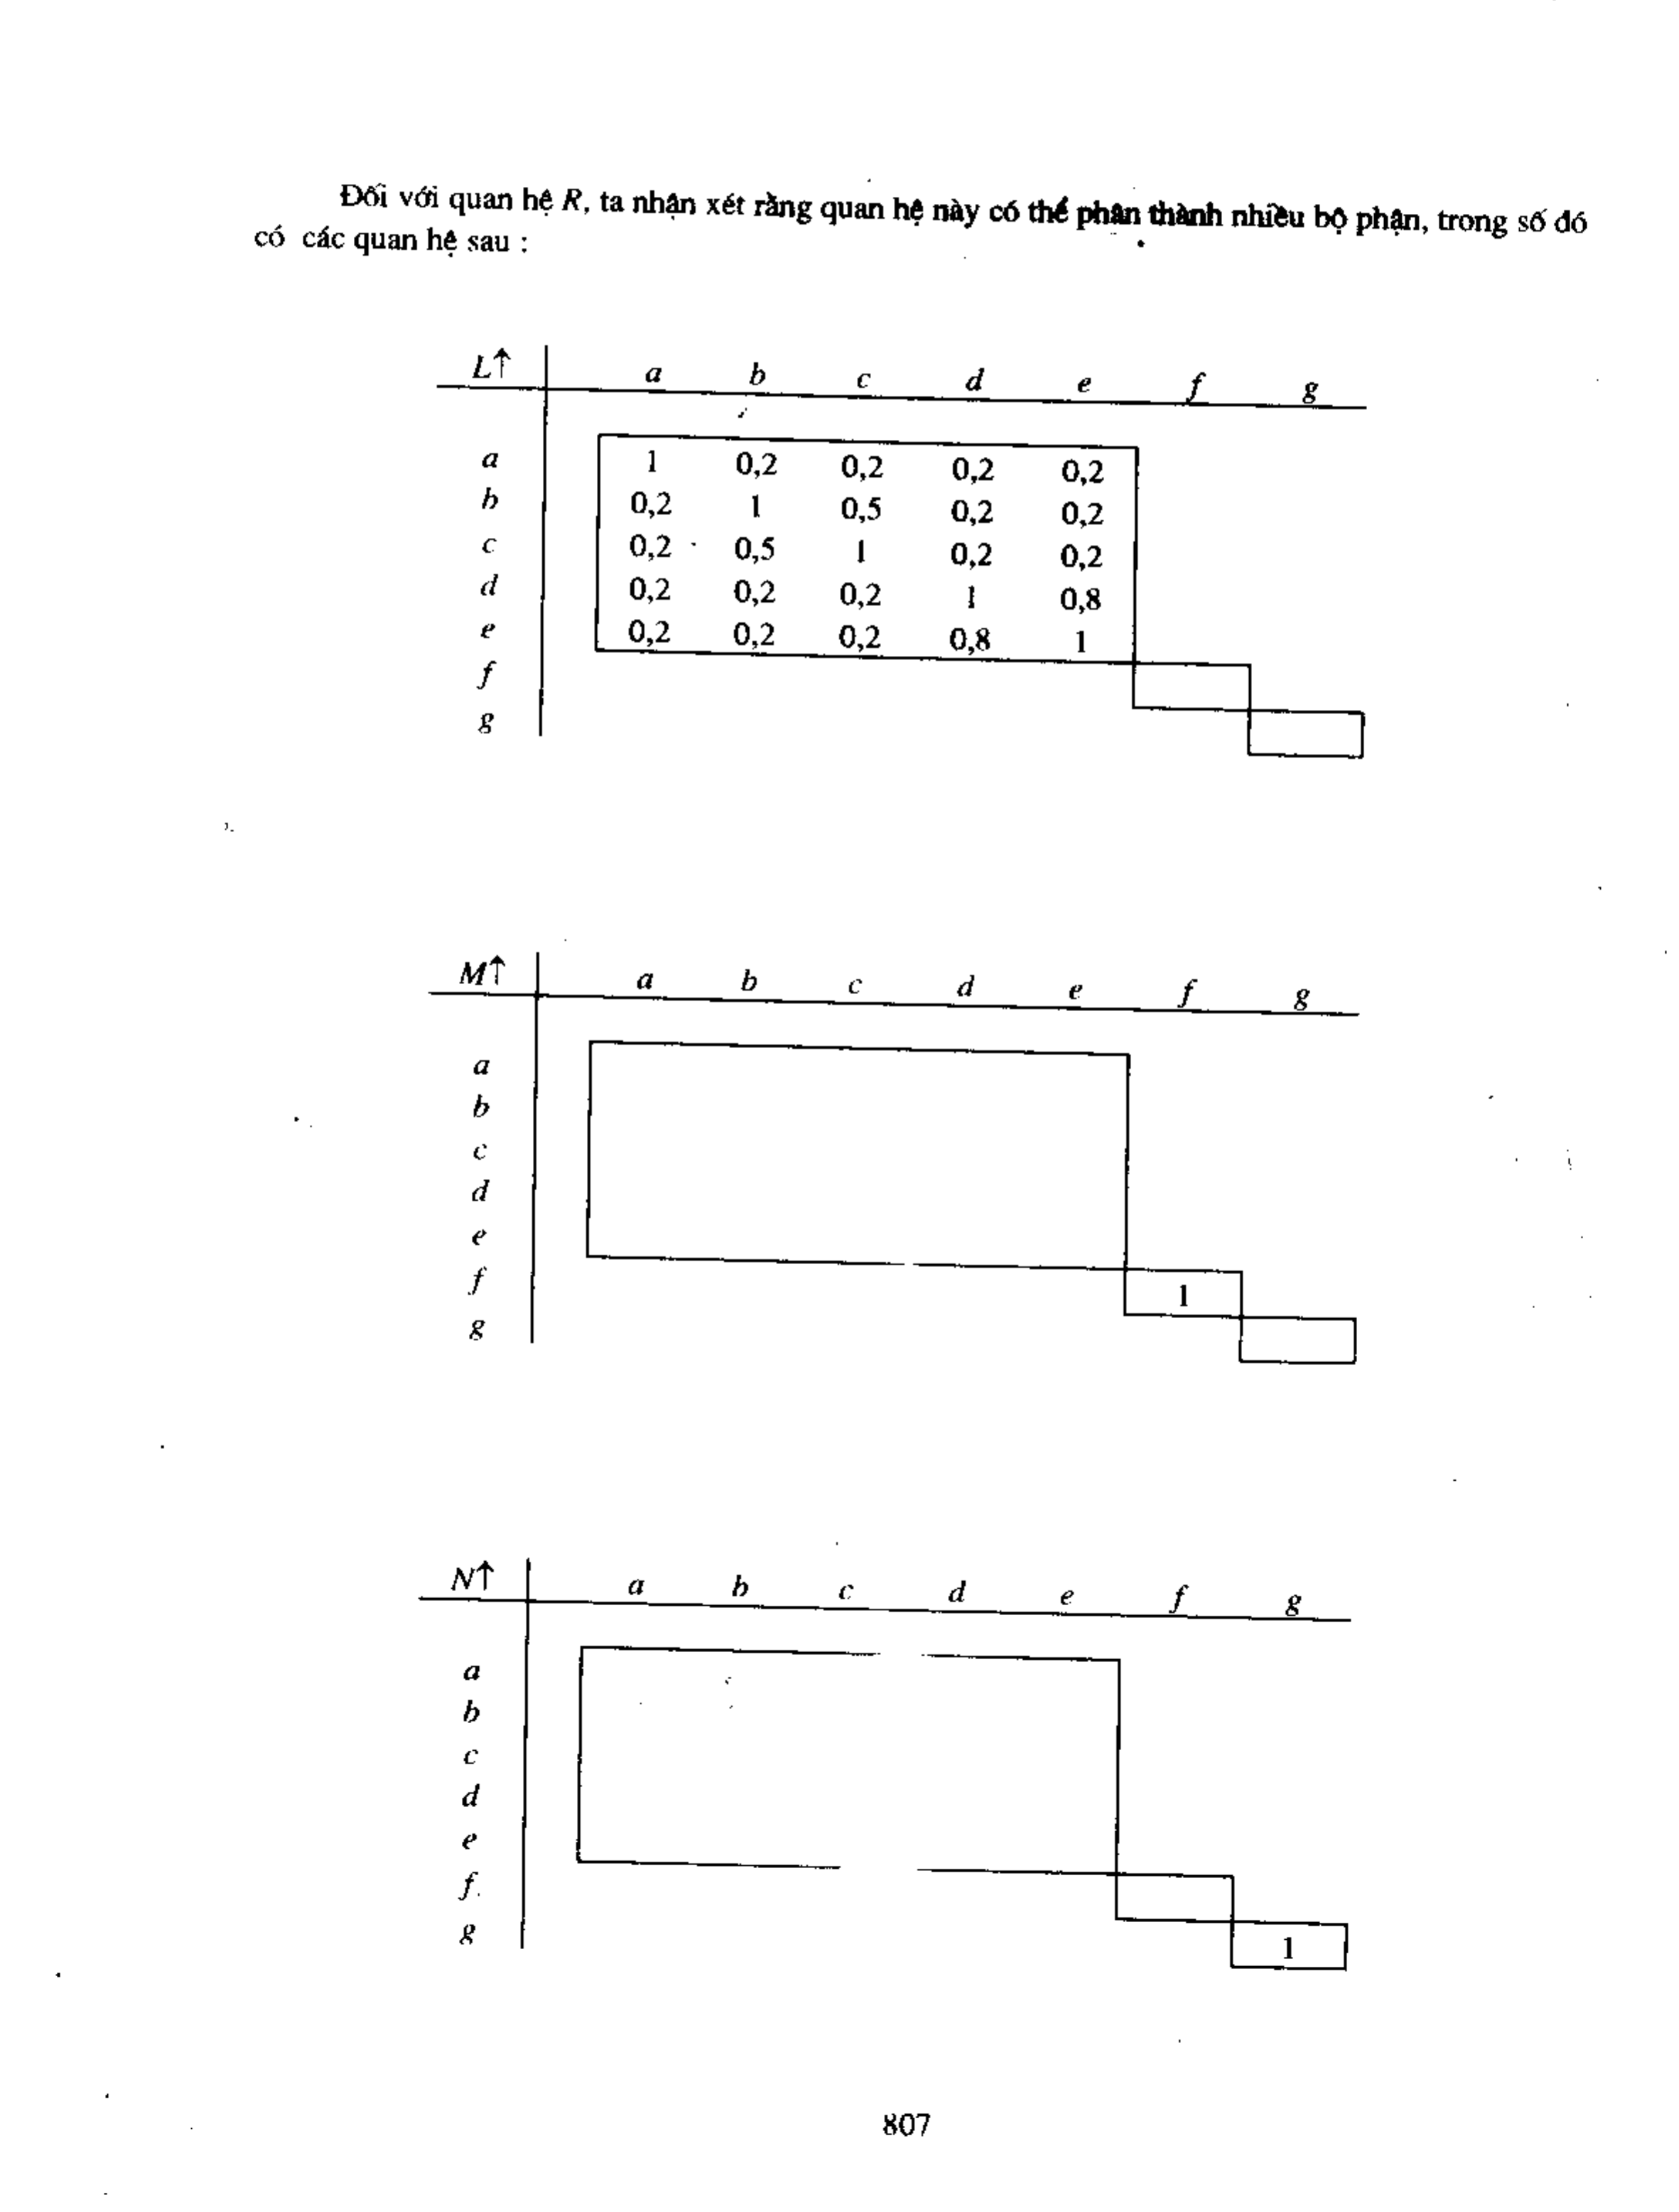 Đối với quan hệ R, ta nhận xét rằng quan hệ này có thể phân thành nhiều bộ phận, trong số đó
có các quan hệ sau :
L↑ a b c d e f g
a 1 0,2 0,2 0,2 0,2
b 0,2 1 0,5 0,2 0,2
c 0,2 0,5 1 0,2 0,2
d 0,2 0,2 0,2 1 0,8
e 0,2 0,2 0,2 0,8 1
f
g
M↑ a b c d e f g
a
b
c
d
e
f 1
g
N↑ a b c d e f g
a
b
c
d
e
f
g 1
807